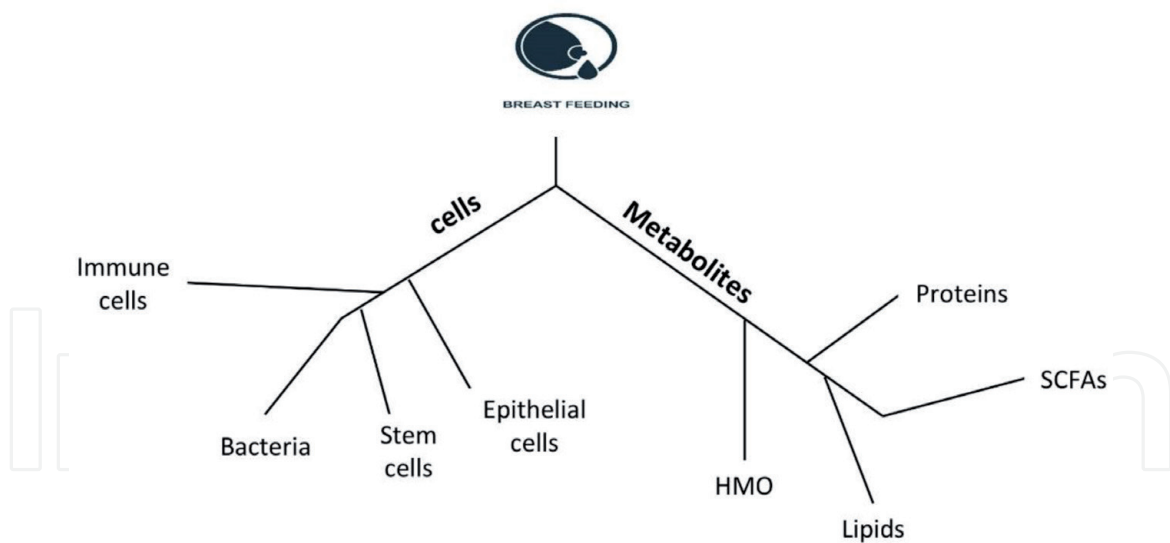 BREAST FEEDING
cells
Metabolites
Immune
cells
Bacteria
Stem
cells
Epithelial
cells
HMO
Lipids
Proteins
SCFAs